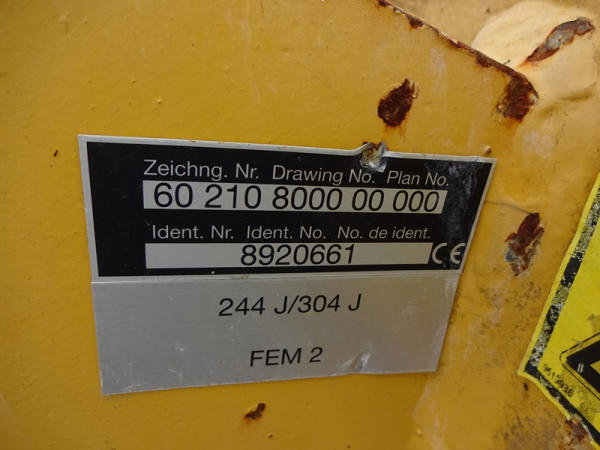 Zeichng. Nr. Drawing No. Plan No.
60 210 8000 00 000
Ident. Nr. Ident. No. No. de ident.
8920661 CE
244 J/304 J
FEM 2